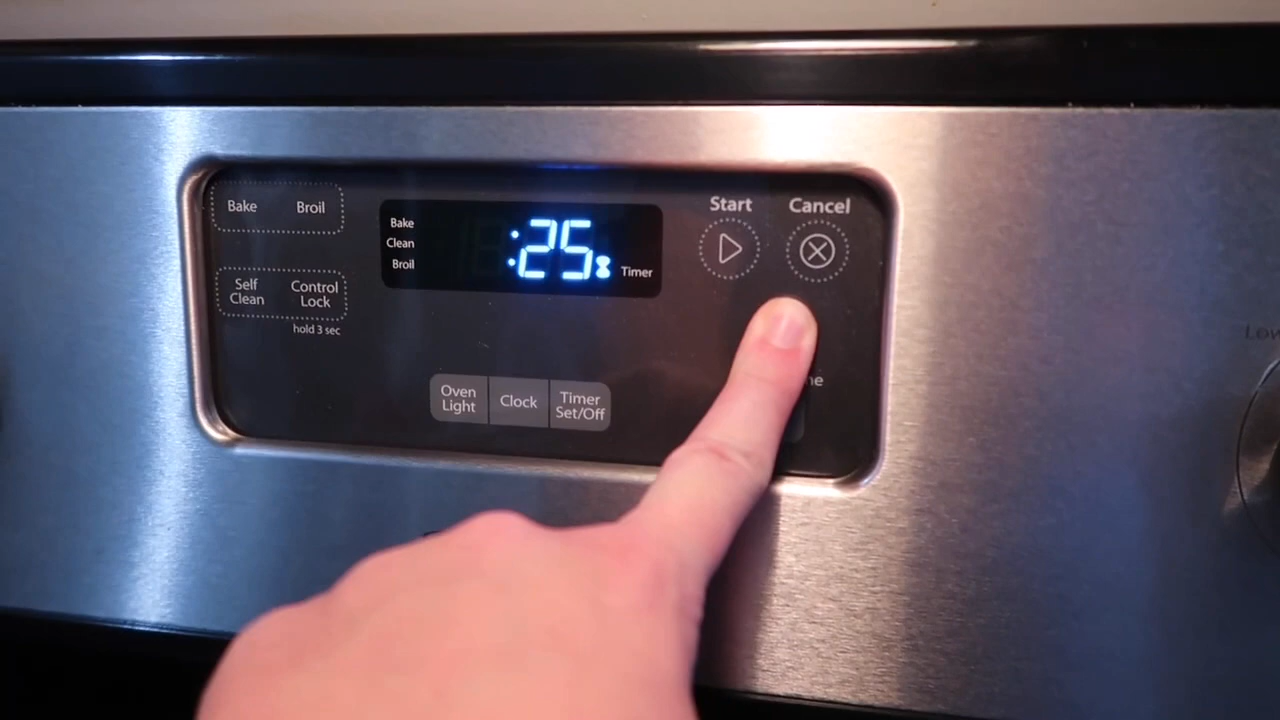 Bake Broil
Self Clean
Control Lock
hold 3 sec
Bake
Clean
Broil
:25
Timer
Start
Cancel
Oven Light
Clock
Timer Set/Off
Low